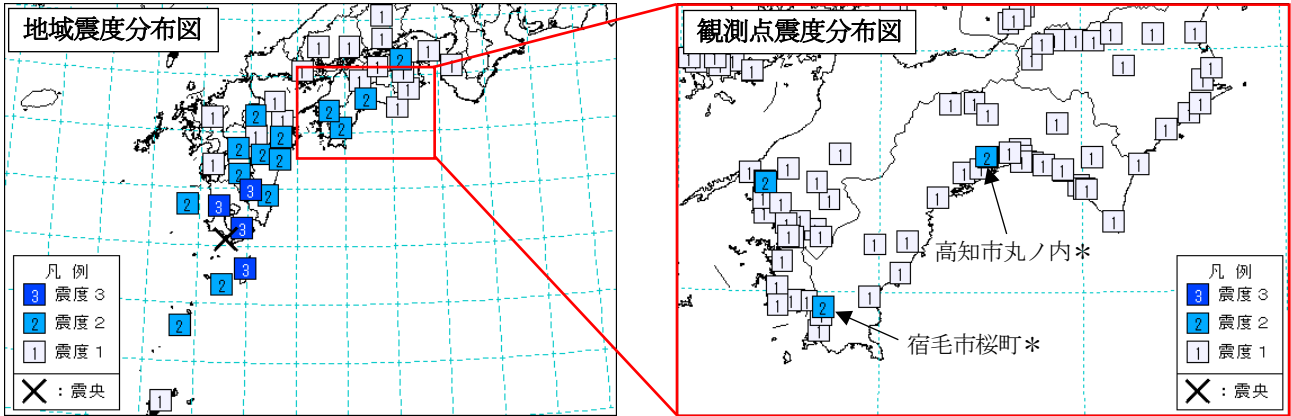 地域震度分布図
凡 例
3 震度3
2 震度2
1 震度1
:震央
観測点震度分布図
高知市丸ノ内*
宿毛市桜町*
凡 例
3 震度3
2 震度2
1 震度1
:震央